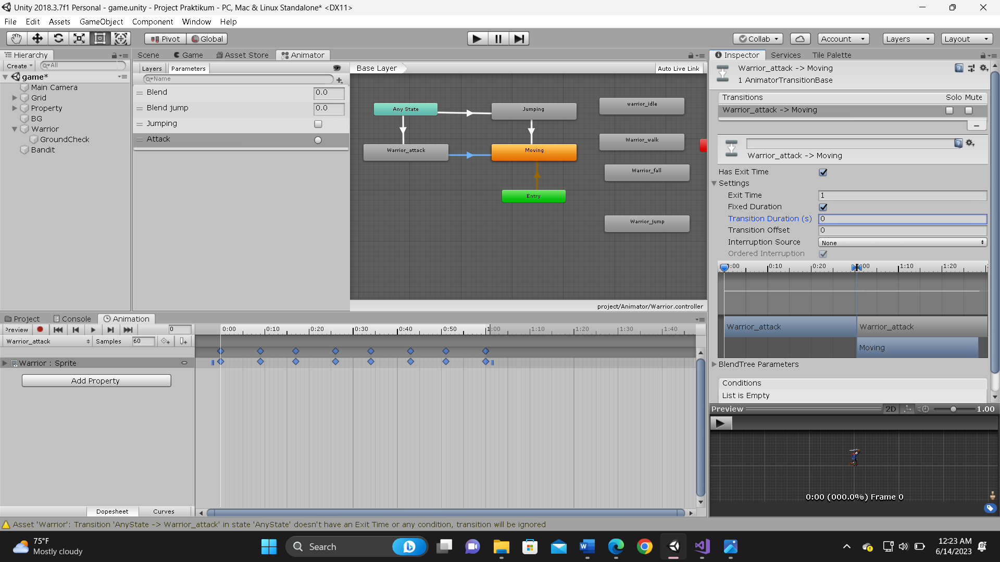 Unity 2018.3.7f1 Personal - game.unity - Project Praktikum - PC, Mac & Linux Standalone* <DX11>
File Edit Assets GameObject Component Window Help
Pivot Global Collab Account Layers Layout
Hierarchy
Create All
game*
Main Camera
Grid
Property
BG
Warrior
GroundCheck
Bandit
Scene Game Asset Store Animator
Layers Parameters
Name
Blend 0.0
Blend jump 0.0
Jumping
Attack
Base Layer Auto Live Link
Any State
Jumping
warrior_idle
Warrior_walk
Warrior_attack
Moving
Warrior_fall
Entry
Warrior_jump
project/Animator/Warrior.controller
Inspector Services Tile Palette
Warrior_attack -> Moving
1 AnimatorTransitionBase
Transitions Solo Mute
Warrior_attack -> Moving
Warrior_attack -> Moving
Has Exit Time
Settings
Exit Time 1
Fixed Duration
Transition Duration (s) 0
Transition Offset 0
Interruption Source None
Ordered Interruption
0:00 0:10 0:20 :00 1:10 1:20
Warrior_attack Warrior_attack
Moving
BlendTree Parameters
Conditions
List is Empty
Preview 2D 1.00
0:00 (000.0%) Frame 0
Project Console Animation
Preview 0
0:00 0:10 0:20 0:30 0:40 0:50 1:00 1:10 1:20 1:30 1:40
Warrior_attack Samples 60
Warrior : Sprite
Add Property
Dopesheet Curves
Asset 'Warrior': Transition 'AnyState -> Warrior_attack' in state 'AnyState' doesn't have an Exit Time or any condition, transition will be ignored
75°F
Mostly cloudy
Search
12:23 AM
6/14/2023